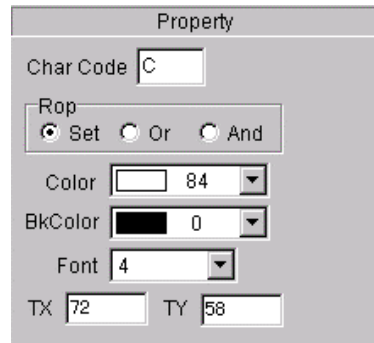 Property
Char Code C
Rop
Set Or And
Color 84
BkColor 0
Font 4
TX 72 TY 58